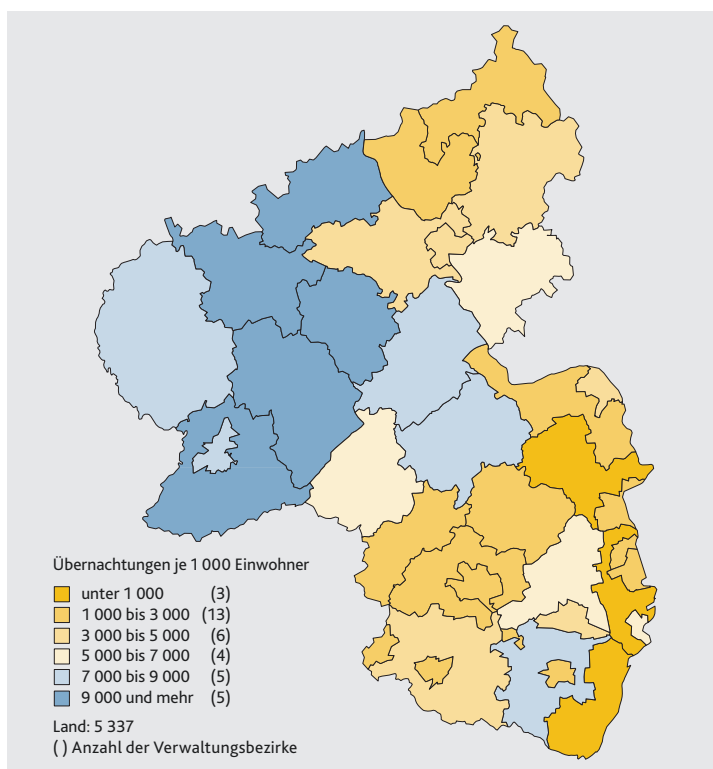 Übernachtungen je 1 000 Einwohner
unter 1 000 (3)
1 000 bis 3 000 (13)
3 000 bis 5 000 (6)
5 000 bis 7 000 (4)
7 000 bis 9 000 (5)
9 000 und mehr (5)
Land: 5 337
( ) Anzahl der Verwaltungsbezirke